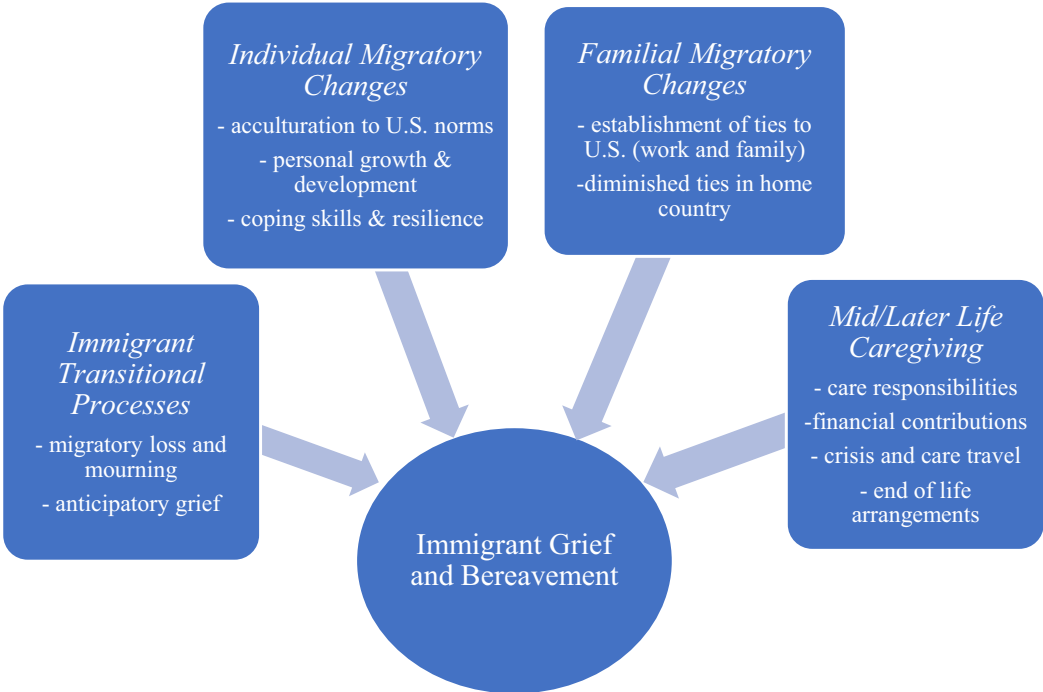 Individual Migratory
Changes
- acculturation to U.S. norms
- personal growth &
development
- coping skills & resilience
Familial Migratory
Changes
- establishment of ties to
U.S. (work and family)
-diminished ties in home
country
Immigrant
Transitional
Processes
- migratory loss and
mourning
- anticipatory grief
Mid/Later Life
Caregiving
- care responsibilities
-financial contributions
- crisis and care travel
- end of life
arrangements
Immigrant Grief
and Bereavement